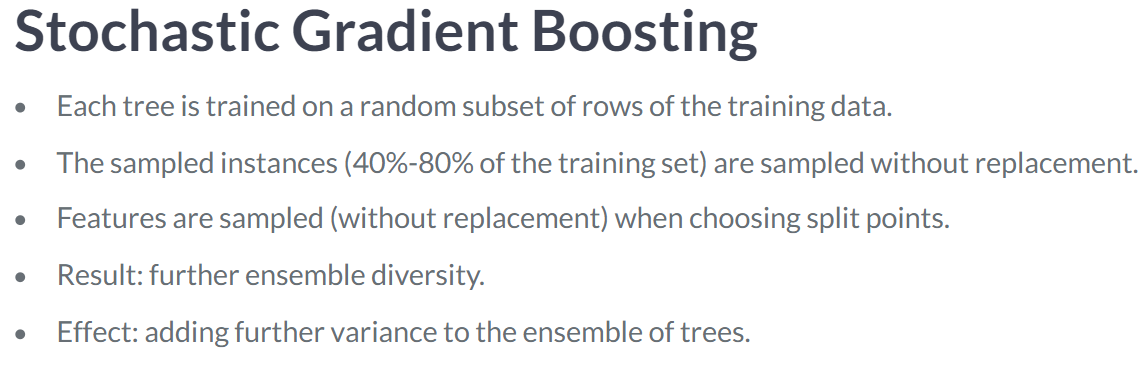 Stochastic Gradient Boosting
• Each tree is trained on a random subset of rows of the training data.
• The sampled instances (40%-80% of the training set) are sampled without replacement.
• Features are sampled (without replacement) when choosing split points.
• Result: further ensemble diversity.
• Effect: adding further variance to the ensemble of trees.